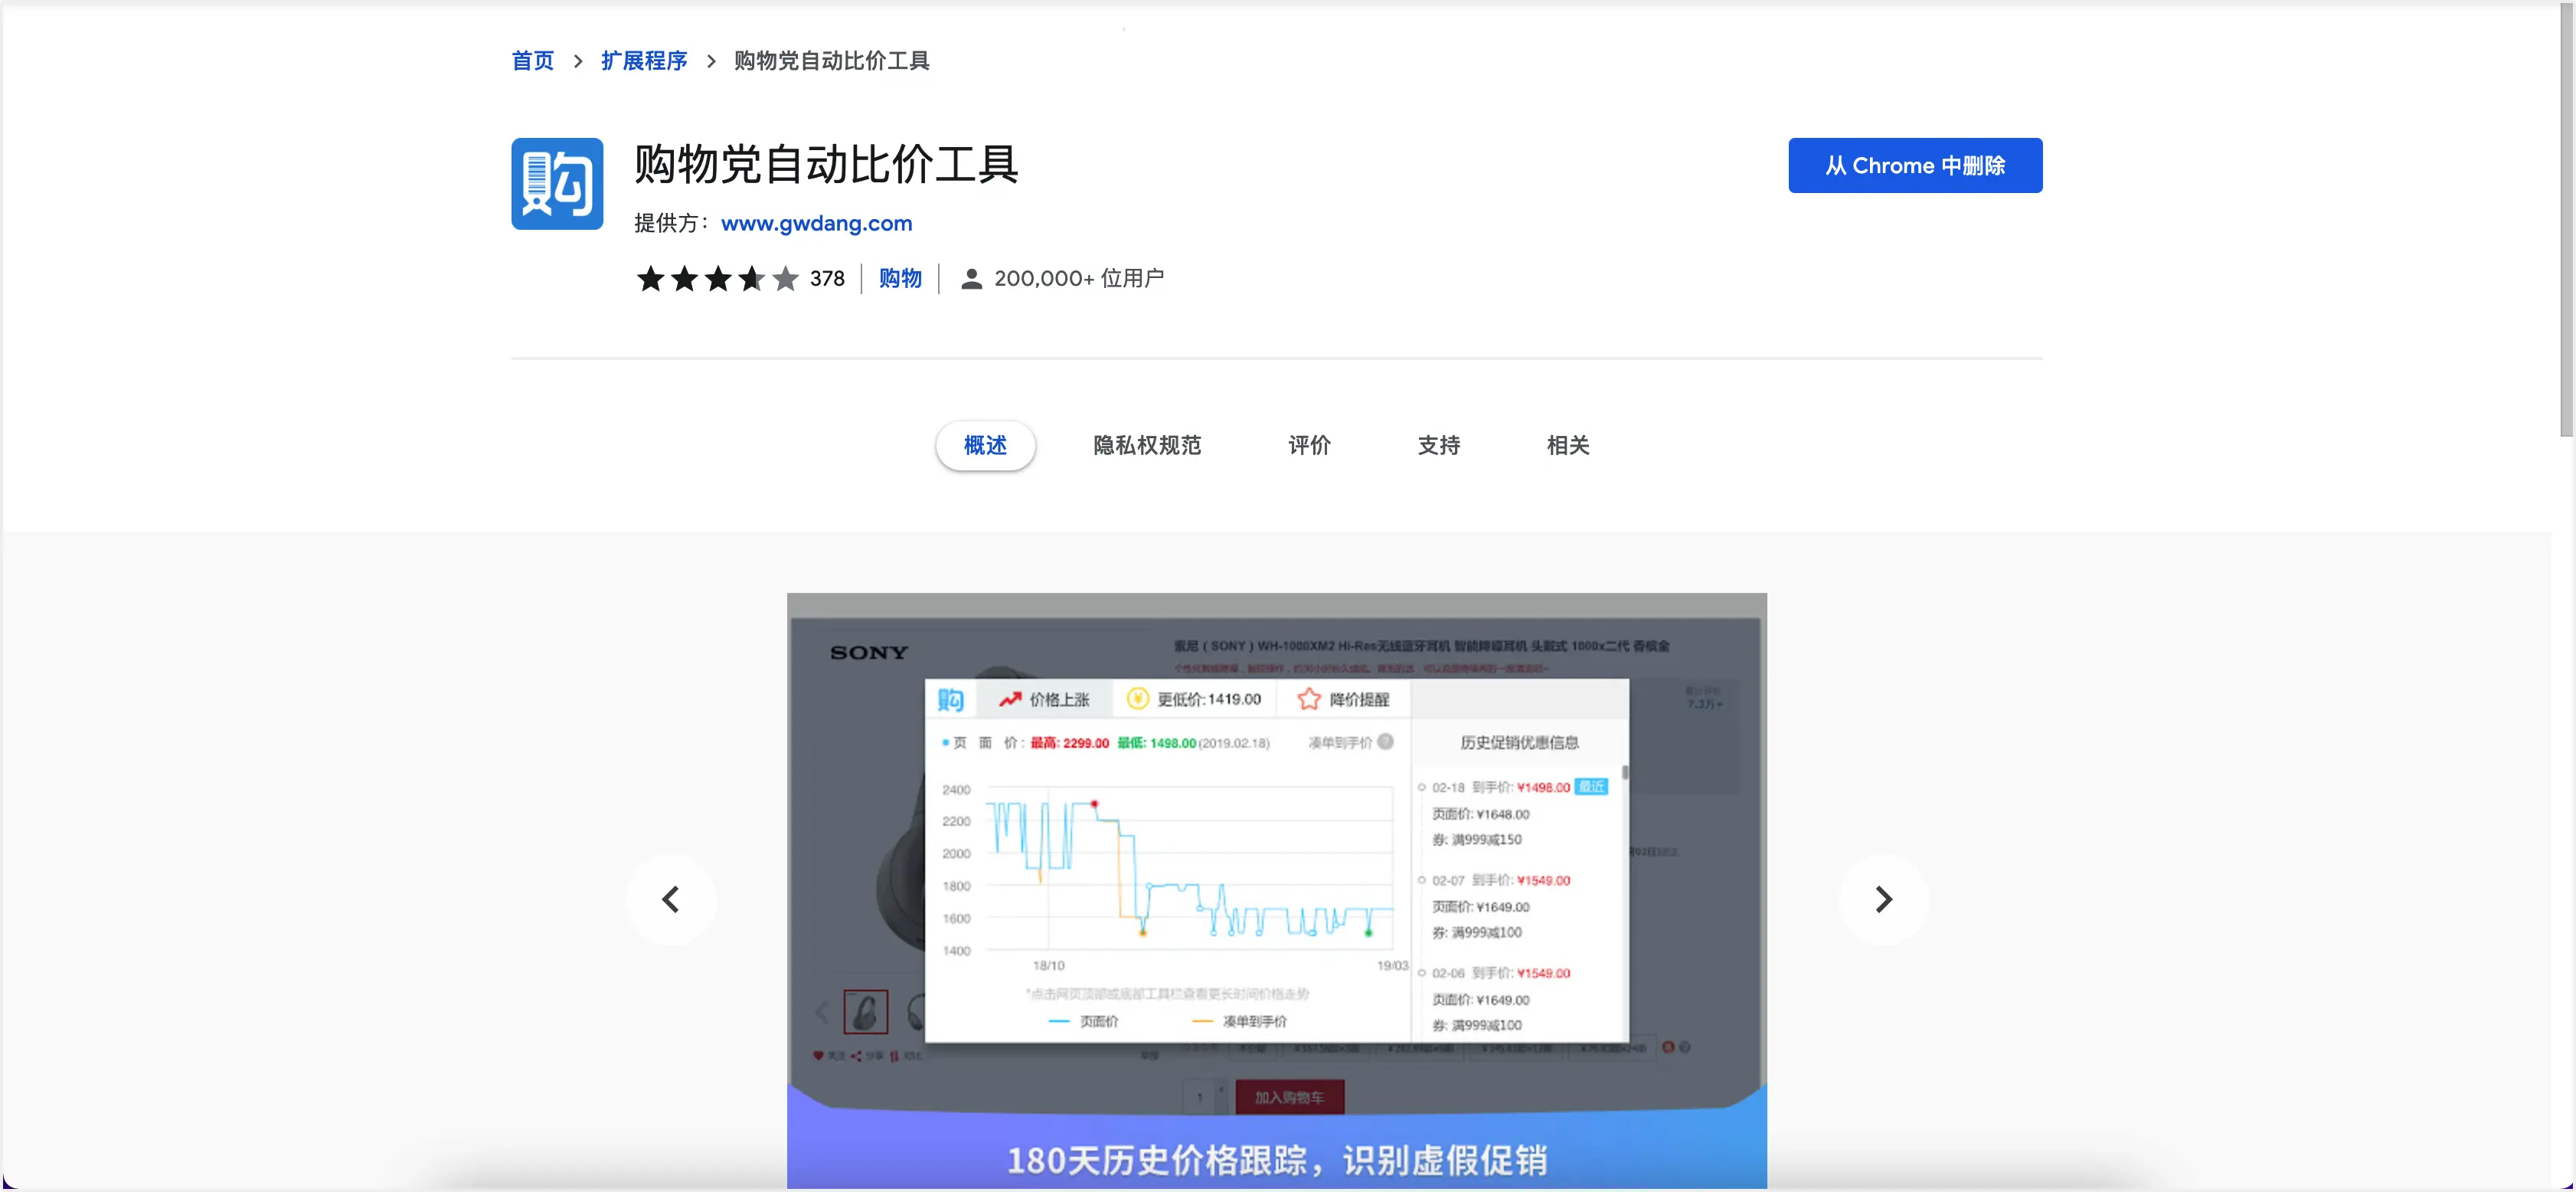 首页 > 扩展程序 > 购物党自动比价工具
购
购物党自动比价工具
从 Chrome 中删除
提供方： www.gwdang.com
378 购物 200,000+ 位用户
概述 隐私权规范 评价 支持 相关
SONY
索尼（SONY）WH-1000XM2 Hi-Res无线蓝牙耳机 智能降噪耳机 头戴式 1000x二代 香槟金
购 价格上涨 更低价:1419.00 降价提醒
页 面 价: 最高: 2299.00 最低: 1498.00(2019.02.18) 凑单到手价 ?
历史促销优惠信息
2400
2200
2000
1800
1600
1400
18/10 19/03
*点击网页顶部或底部工具栏查看更长时间价格走势
页面价 凑单到手价
02-18 到手价: ¥1498.00 最近
页面价: ¥1648.00
券: 满999减150
02-07 到手价: ¥1549.00
页面价: ¥1649.00
券: 满999减100
02-06 到手价: ¥1549.00
页面价: ¥1649.00
券: 满999减100
关注 分享 对比
1 加入购物车
180天历史价格跟踪，识别虚假促销